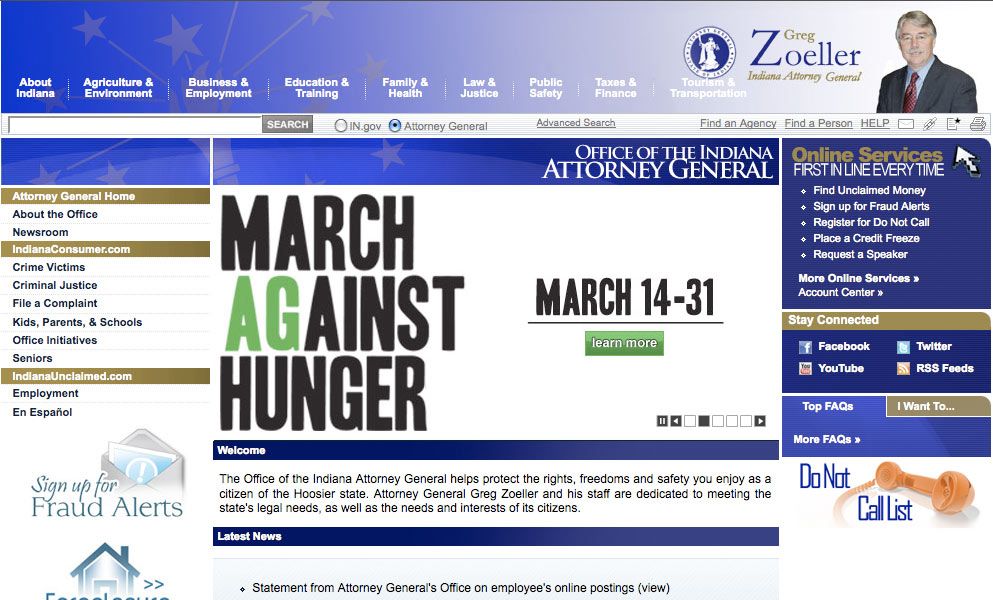 Greg
Zoeller
Indiana Attorney General
About Indiana
Agriculture & Environment
Business & Employment
Education & Training
Family & Health
Law & Justice
Public Safety
Taxes & Finance
Tourism & Transportation
SEARCH
IN.gov
Attorney General
Advanced Search
Find an Agency
Find a Person
HELP
OFFICE OF THE INDIANA
ATTORNEY GENERAL
Attorney General Home
About the Office
Newsroom
IndianaConsumer.com
Crime Victims
Criminal Justice
File a Complaint
Kids, Parents, & Schools
Office Initiatives
Seniors
IndianaUnclaimed.com
Employment
En Español
Sign up for
Fraud Alerts
>>
Foreclosure
MARCH
AGAINST
HUNGER
MARCH 14-31
learn more
Welcome
The Office of the Indiana Attorney General helps protect the rights, freedoms and safety you enjoy as a
citizen of the Hoosier state. Attorney General Greg Zoeller and his staff are dedicated to meeting the
state's legal needs, as well as the needs and interests of its citizens.
Latest News
Statement from Attorney General's Office on employee's online postings (view)
Online Services
FIRST IN LINE EVERY TIME
Find Unclaimed Money
Sign up for Fraud Alerts
Register for Do Not Call
Place a Credit Freeze
Request a Speaker
More Online Services »
Account Center »
Stay Connected
Facebook
Twitter
YouTube
RSS Feeds
Top FAQs
I Want To...
More FAQs »
Do Not
Call List